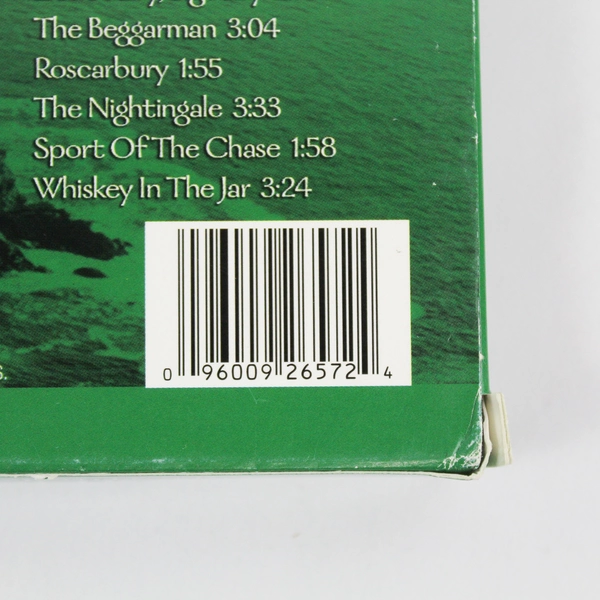 The Beggarman 3:04
Roscarbury 1:55
The Nightingale 3:33
Sport Of The Chase 1:58
Whiskey In The Jar 3:24
S.
0 96009 26572 4